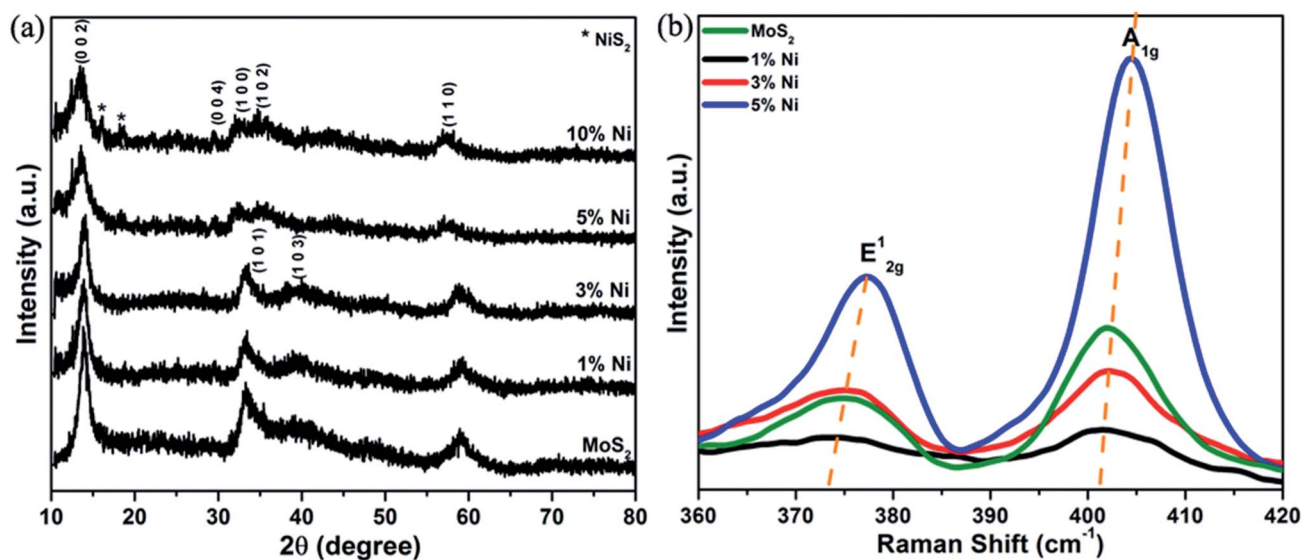 (a)
Intensity (a.u.)
(0 0 2)
* NiS₂
*
*
(0 0 4)
(1 0 0)
(1 0 2)
(1 1 0)
10% Ni
5% Ni
(1 0 1)
(1 0 3)
3% Ni
1% Ni
MoS₂
10 20 30 40 50 60 70 80
2θ (degree)
(b)
Intensity (a.u.)
MoS₂
1% Ni
3% Ni
5% Ni
A₁g
E¹₂g
360 370 380 390 400 410 420
Raman Shift (cm⁻¹)